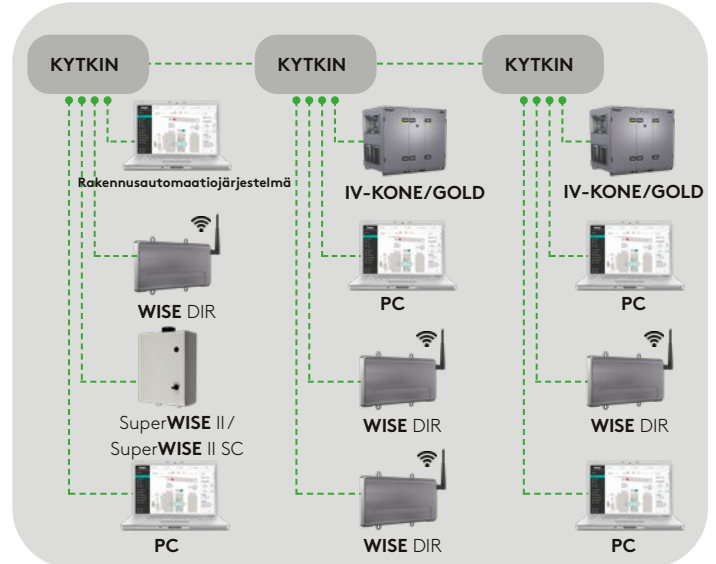 KYTKIN
KYTKIN
KYTKIN
Rakennusautomaatiojärjestelmä
IV-KONE/GOLD
IV-KONE/GOLD
WISE DIR
PC
PC
SuperWISE II /
SuperWISE II SC
WISE DIR
WISE DIR
PC
WISE DIR
PC